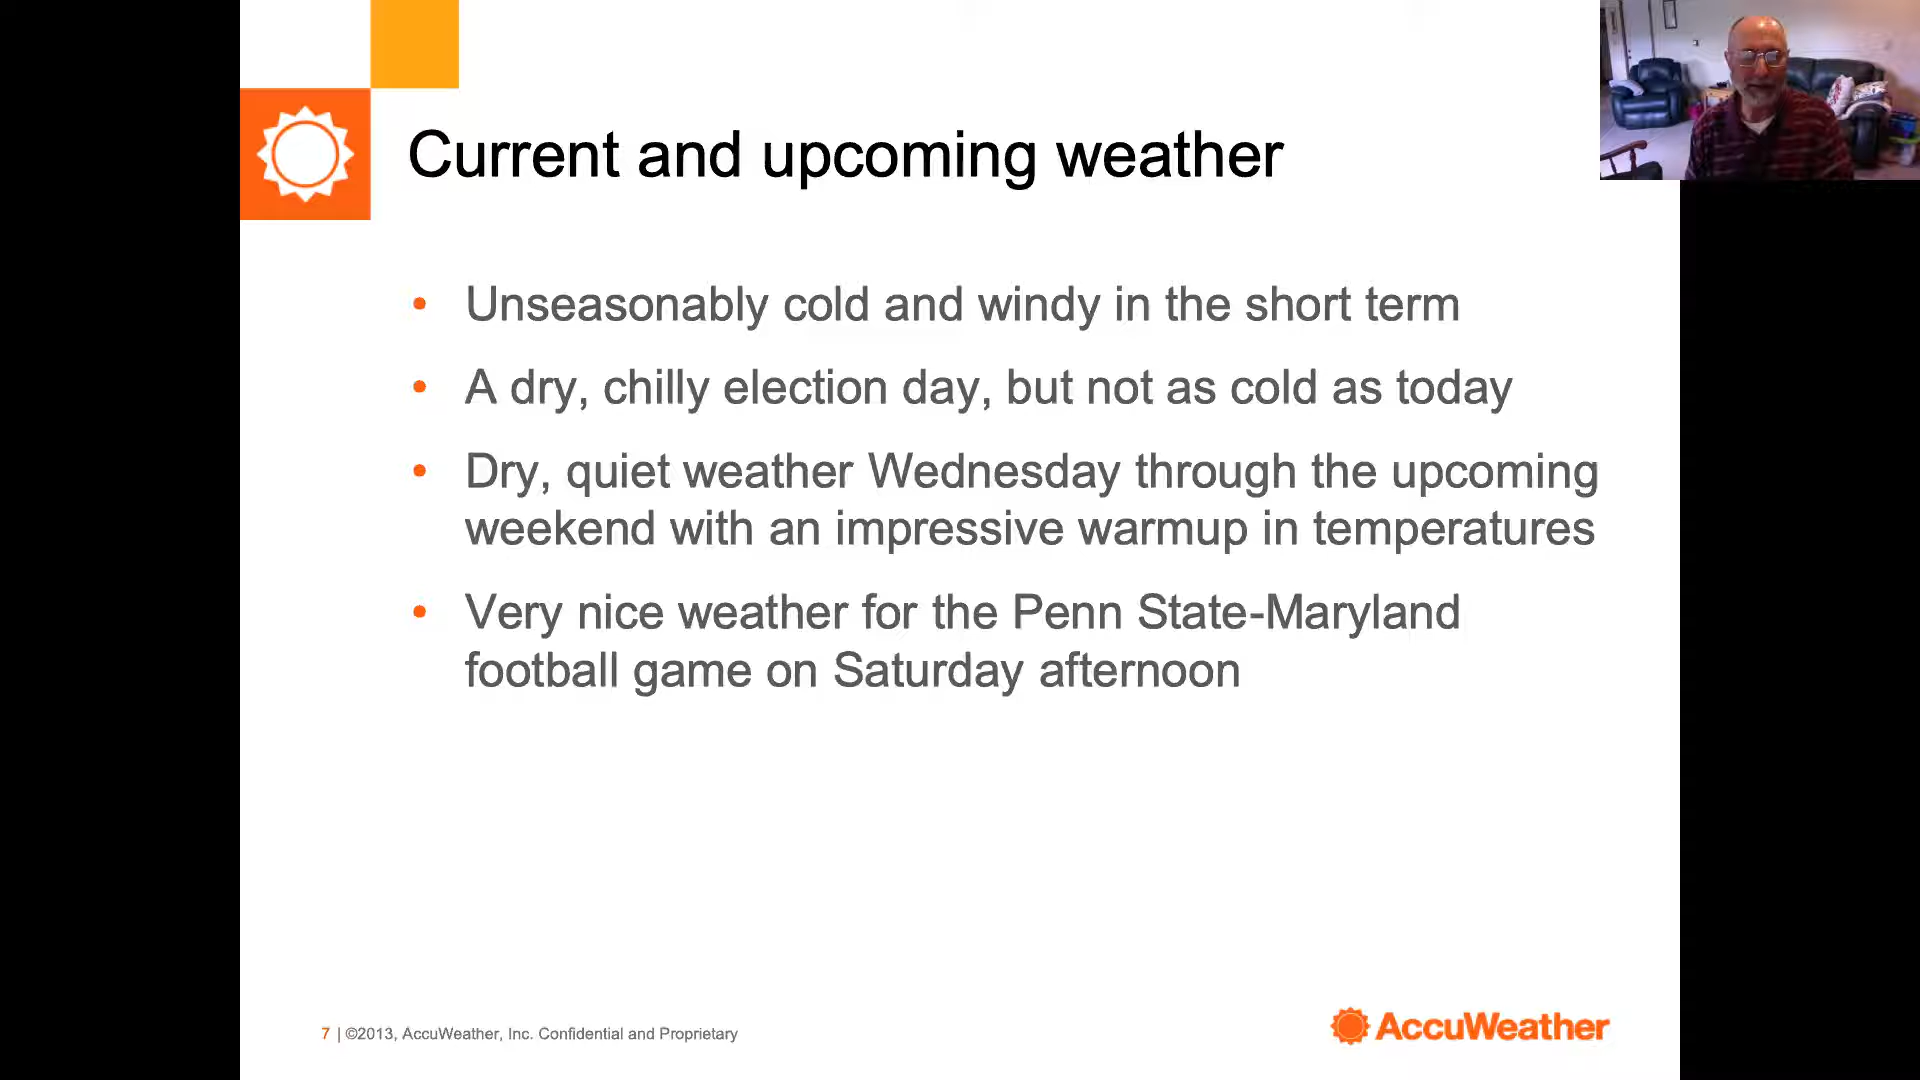 Current and upcoming weather
• Unseasonably cold and windy in the short term
• A dry, chilly election day, but not as cold as today
• Dry, quiet weather Wednesday through the upcoming
weekend with an impressive warmup in temperatures
• Very nice weather for the Penn State-Maryland
football game on Saturday afternoon
7 | ©2013, AccuWeather, Inc. Confidential and Proprietary
AccuWeather